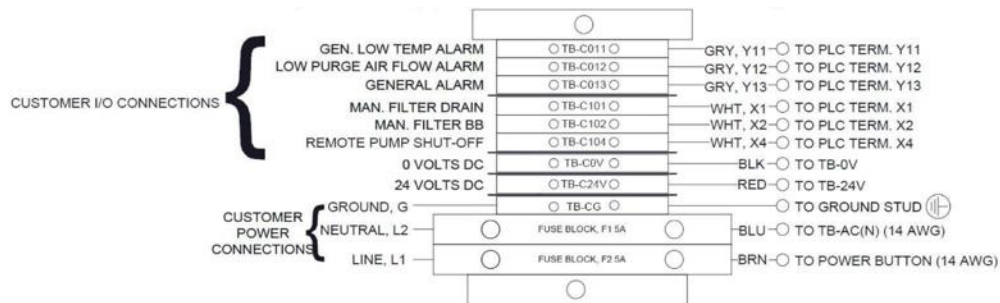 GEN. LOW TEMP ALARM TB-C011 GRY, Y11 TO PLC TERM. Y11
LOW PURGE AIR FLOW ALARM TB-C012 GRY, Y12 TO PLC TERM. Y12
GENERAL ALARM TB-C013 GRY, Y13 TO PLC TERM. Y13
CUSTOMER I/O CONNECTIONS
MAN. FILTER DRAIN TB-C101 WHT, X1 TO PLC TERM. X1
MAN. FILTER BB TB-C102 WHT, X2 TO PLC TERM. X2
REMOTE PUMP SHUT-OFF TB-C104 WHT, X4 TO PLC TERM. X4
0 VOLTS DC TB-C0V BLK TO TB-0V
24 VOLTS DC TB-C24V RED TO TB-24V
GROUND, G TB-CG TO GROUND STUD
CUSTOMER
POWER
CONNECTIONS
NEUTRAL, L2 FUSE BLOCK, F1 5A BLU TO TB-AC(N) (14 AWG)
LINE, L1 FUSE BLOCK, F2 5A BRN TO POWER BUTTON (14 AWG)